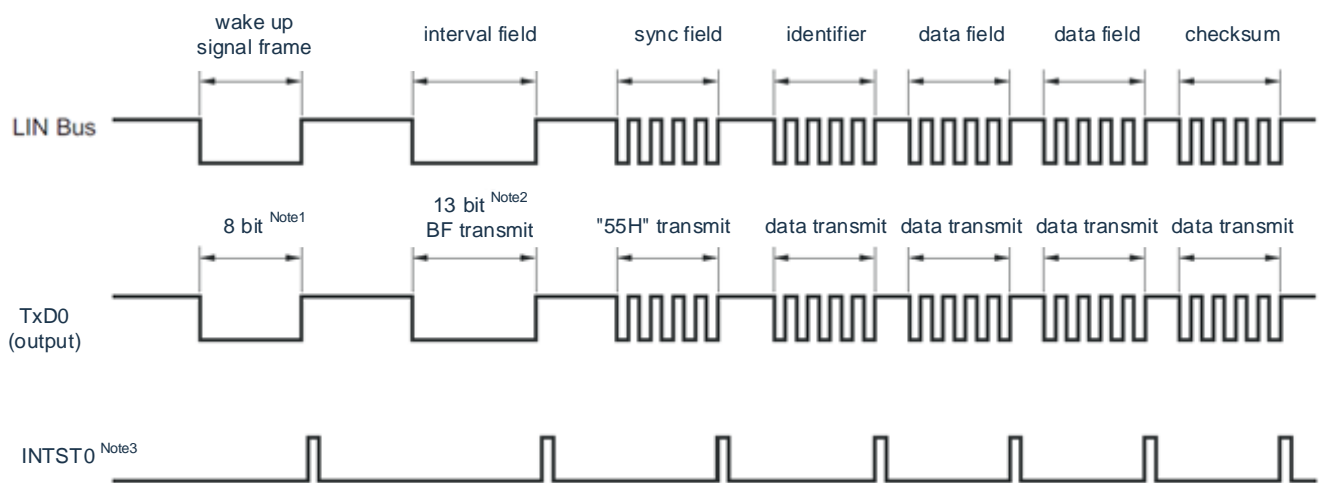 wake up
signal frame
interval field
sync field
identifier
data field
data field
checksum
LIN Bus
8 bit Note1
13 bit Note2
BF transmit
"55H" transmit
data transmit
data transmit
data transmit
data transmit
TxD0
(output)
INTST0 Note3